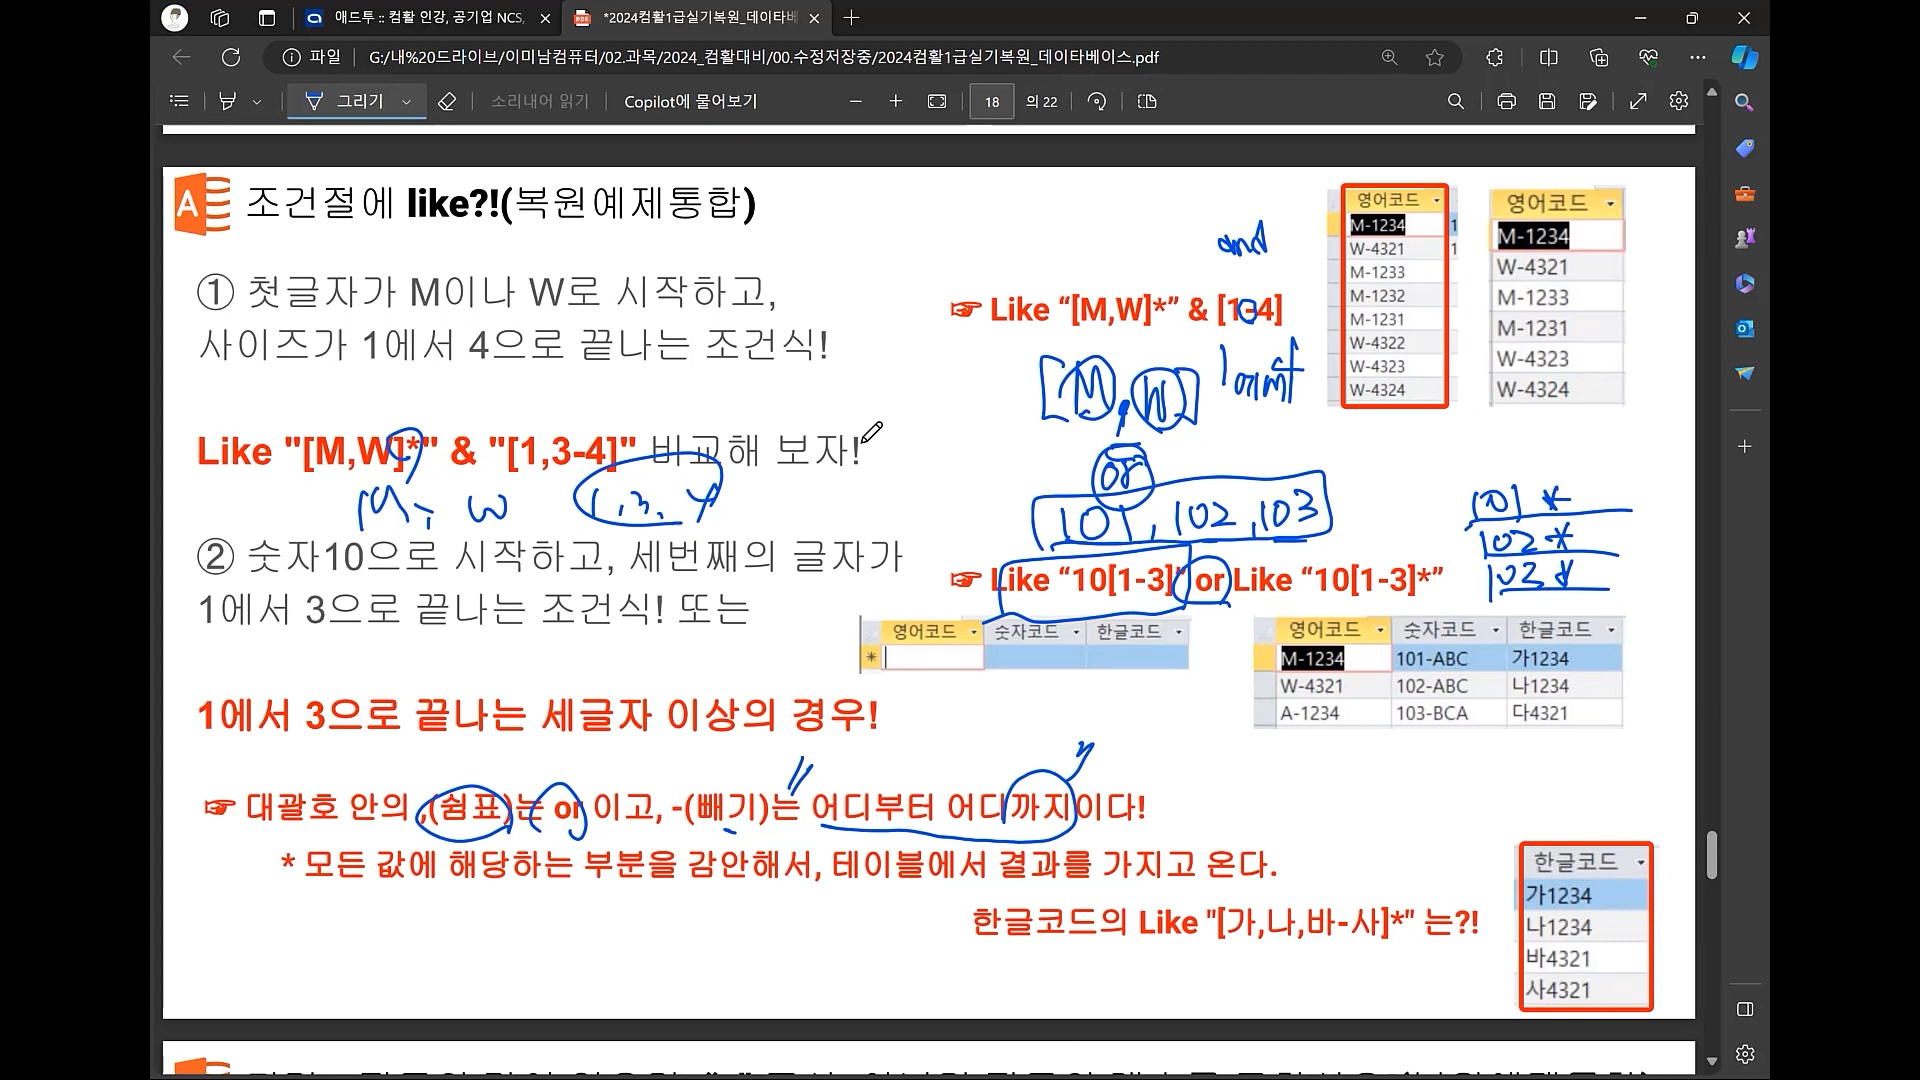 애드투 :: 컴활 인강, 공기업 NCS,
*2024컴활1급실기복원_데이타베
파일
G:/내%20드라이브/이미남컴퓨터/02.과목/2024_컴활대비/00.수정저장중/2024컴활1급실기복원_데이타베이스.pdf
그리기
소리내어 읽기
Copilot에 물어보기
18
의 22
A
조건절에 like?!(복원예제통합)
① 첫글자가 M이나 W로 시작하고,
사이즈가 1에서 4으로 끝나는 조건식!
and
☞ Like “[M,W]*” & [1-4]
[M , W]
1에서 4
or
영어코드
M-1234
W-4321
M-1233
M-1232
M-1231
W-4322
W-4323
W-4324
1
1
영어코드
M-1234
W-4321
M-1233
M-1231
W-4323
W-4324
Like "[M,W]*" & "[1,3-4]" 비교해 보자!
M, W
1,3,4
101, 102, 103
101 *
102 *
103 *
② 숫자10으로 시작하고, 세번째의 글자가
1에서 3으로 끝나는 조건식! 또는
☞ Like “10[1-3]” or Like “10[1-3]*”
영어코드 숫자코드 한글코드
*
영어코드 숫자코드 한글코드
M-1234 101-ABC 가1234
W-4321 102-ABC 나1234
A-1234 103-BCA 다4321
1에서 3으로 끝나는 세글자 이상의 경우!
☞ 대괄호 안의 ,(쉼표)는 or 이고, -(빼기)는 어디부터 어디까지이다!
* 모든 값에 해당하는 부분을 감안해서, 테이블에서 결과를 가지고 온다.
한글코드의 Like "[가,나,바-사]*" 는?!
한글코드
가1234
나1234
바4321
사4321